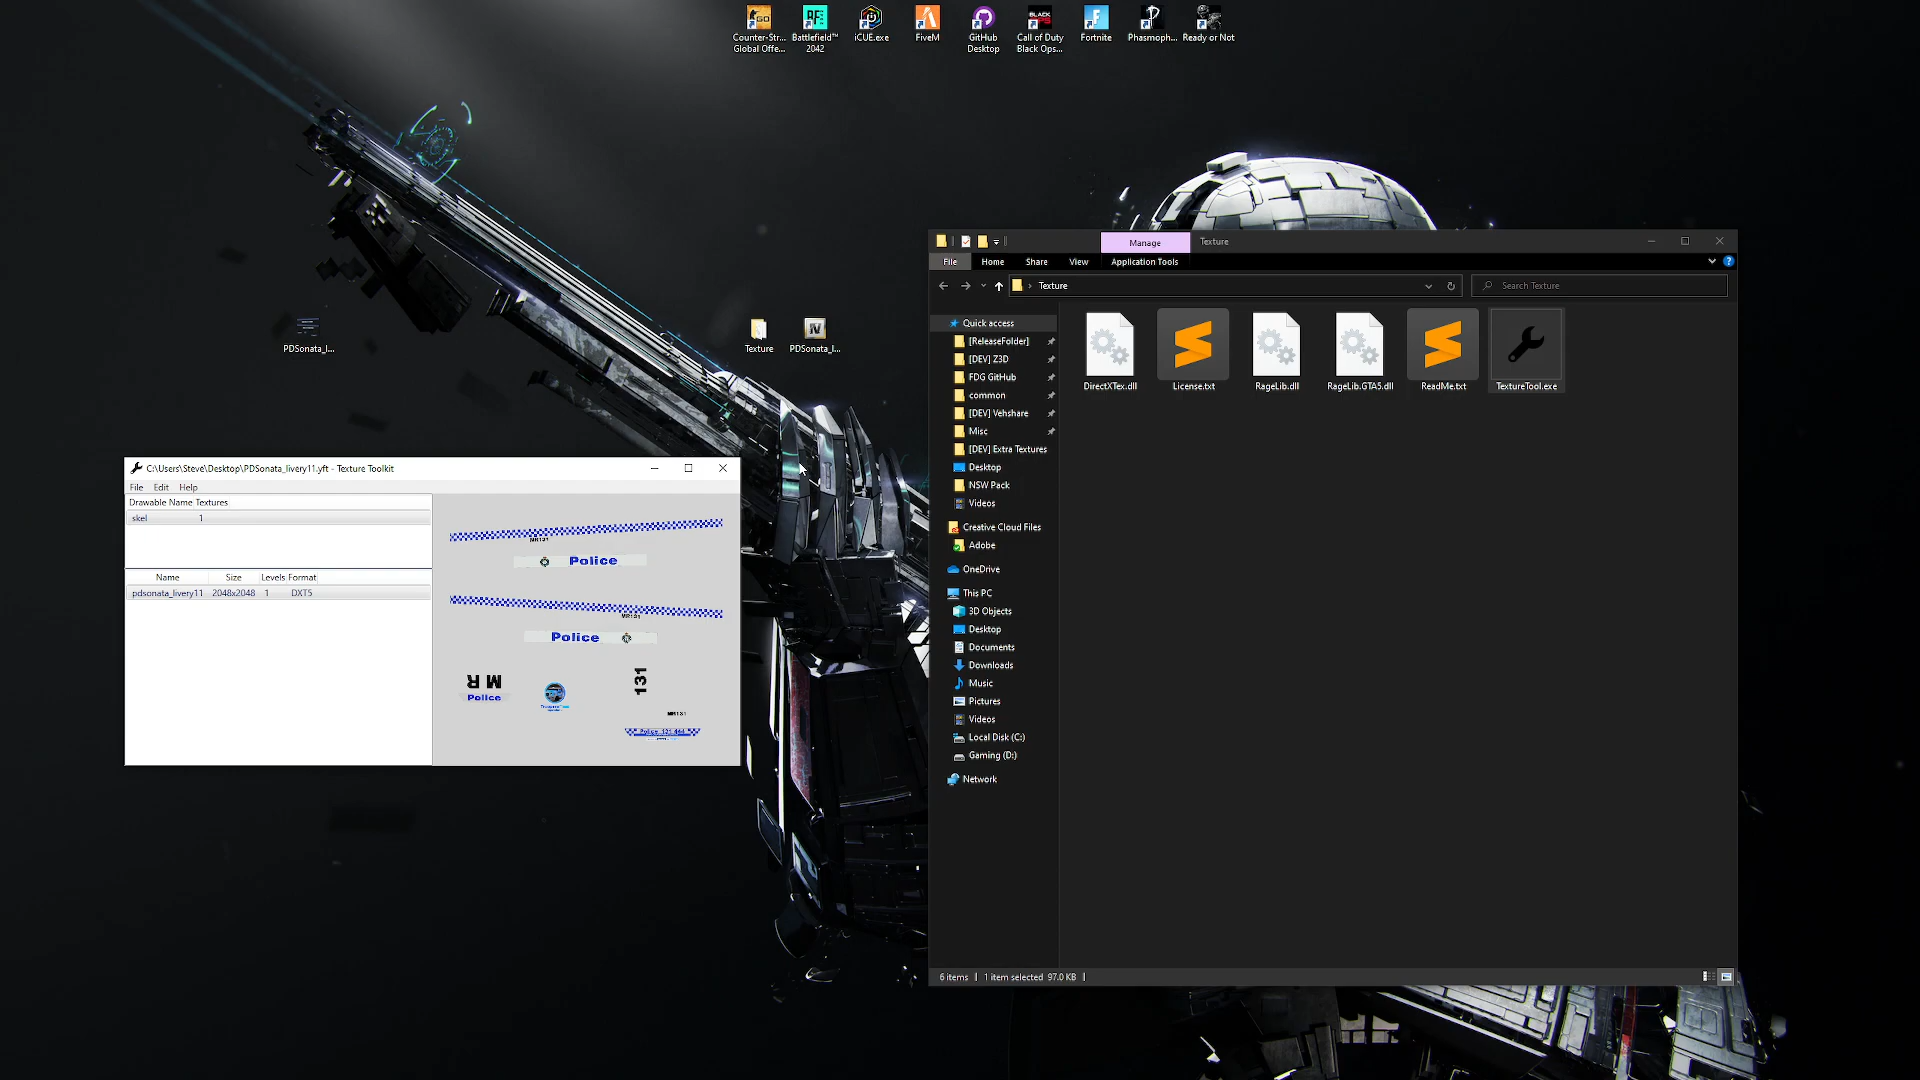 Counter-Str...
Global Offe...
Battlefield™
2042
iCUE.exe
FiveM
GitHub
Desktop
Call of Duty
Black Ops...
Fortnite
Phasmoph...
Ready or Not
PDSonata_l...
Texture
PDSonata_l...
Manage
Texture
File
Home
Share
View
Application Tools
Texture
Search Texture
Quick access
[ReleaseFolder]
[DEV] Z3D
FDG GitHub
common
[DEV] Vehshare
Misc
[DEV] Extra Textures
Desktop
NSW Pack
Videos
Creative Cloud Files
Adobe
OneDrive
This PC
3D Objects
Desktop
Documents
Downloads
Music
Pictures
Videos
Local Disk (C:)
Gaming (D:)
Network
DirectXTex.dll
License.txt
RageLib.dll
RageLib.GTA5.dll
ReadMe.txt
TextureTool.exe
6 items
1 item selected 97.0 KB
C:\Users\Steve\Desktop\PDSonata_livery11.yft - Texture Toolkit
File Edit Help
Drawable Name Textures
skel 1
Name Size Levels Format
pdsonata_livery11 2048x2048 1 DXT5
MR131
Police
MR131
Police
MR
Police
131
MR131